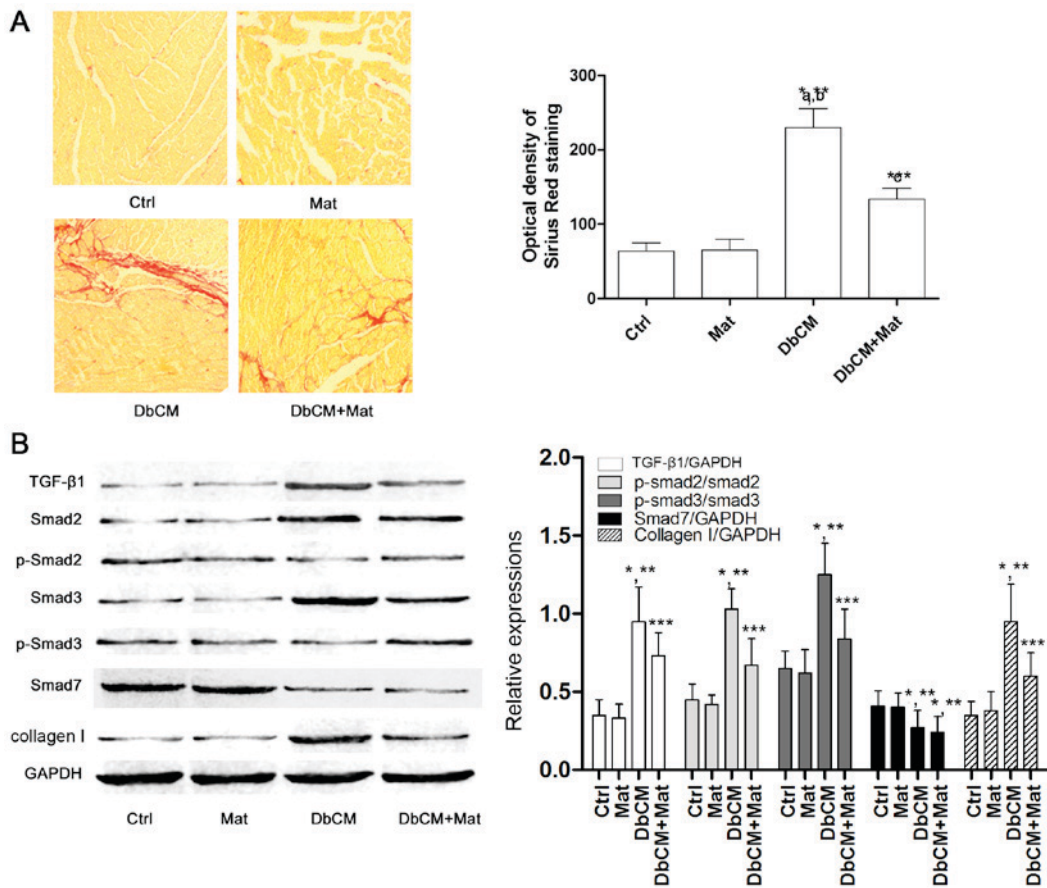 A
Ctrl
Mat
DbCM
DbCM+Mat
Optical density of
Sirius Red staining
300
200
100
0
*,**
a,b
***
c
Ctrl
Mat
DbCM
DbCM+Mat
B
TGF-β1
Smad2
p-Smad2
Smad3
p-Smad3
Smad7
collagen I
GAPDH
Ctrl
Mat
DbCM
DbCM+Mat
Relative expressions
2.0
1.5
1.0
0.5
0.0
TGF-β1/GAPDH
p-smad2/smad2
p-smad3/smad3
Smad7/GAPDH
Collagen I/GAPDH
*,**
***
*,**
***
*,**
***
*,**
*,**
*,**
***
Ctrl
Mat
DbCM
DbCM+Mat
Ctrl
Mat
DbCM
DbCM+Mat
Ctrl
Mat
DbCM
DbCM+Mat
Ctrl
Mat
DbCM
DbCM+Mat
Ctrl
Mat
DbCM
DbCM+Mat